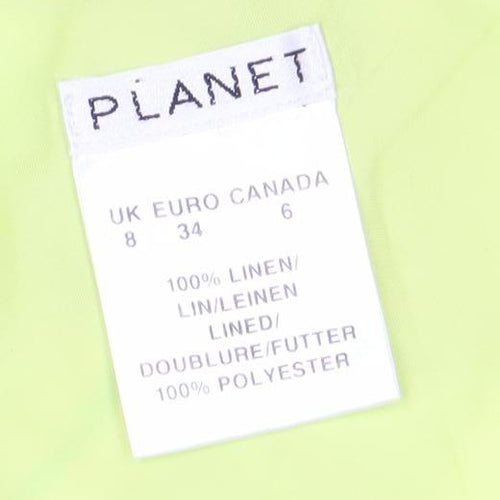 PLANET
UK EURO CANADA
8 34 6
100% LINEN/
LIN/LEINEN
LINED/
DOUBLURE/FUTTER
100% POLYESTER